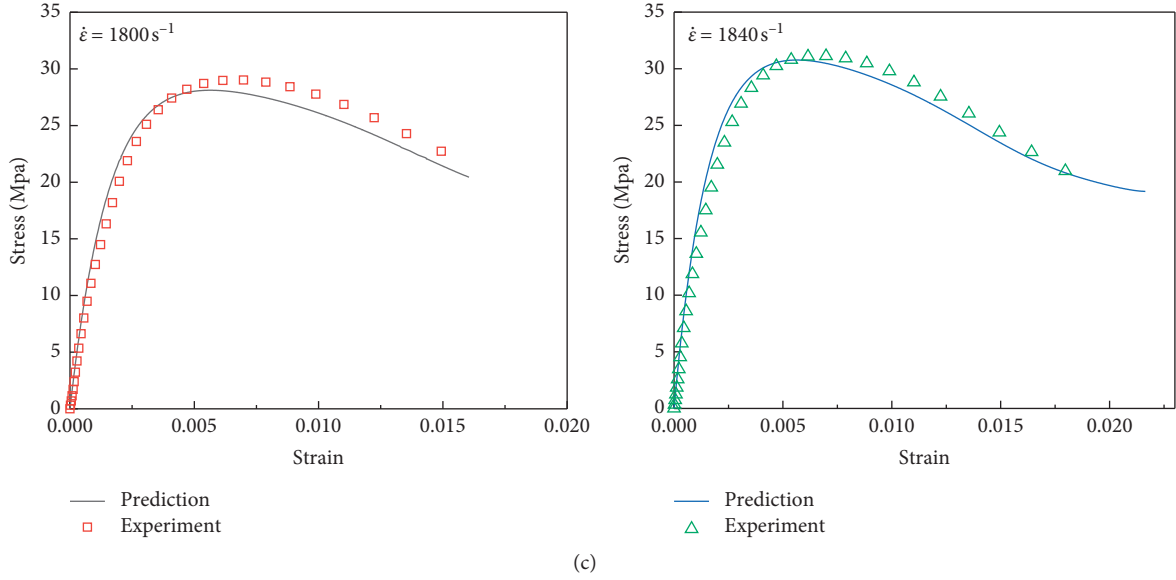 35
30
25
20
15
10
5
0
Stress (Mpa)
ε̇ = 1800 s⁻¹
0.000 0.005 0.010 0.015 0.020
Strain
Prediction
Experiment
35
30
25
20
15
10
5
0
Stress (Mpa)
ε̇ = 1840 s⁻¹
0.000 0.005 0.010 0.015 0.020
Strain
Prediction
Experiment
(c)